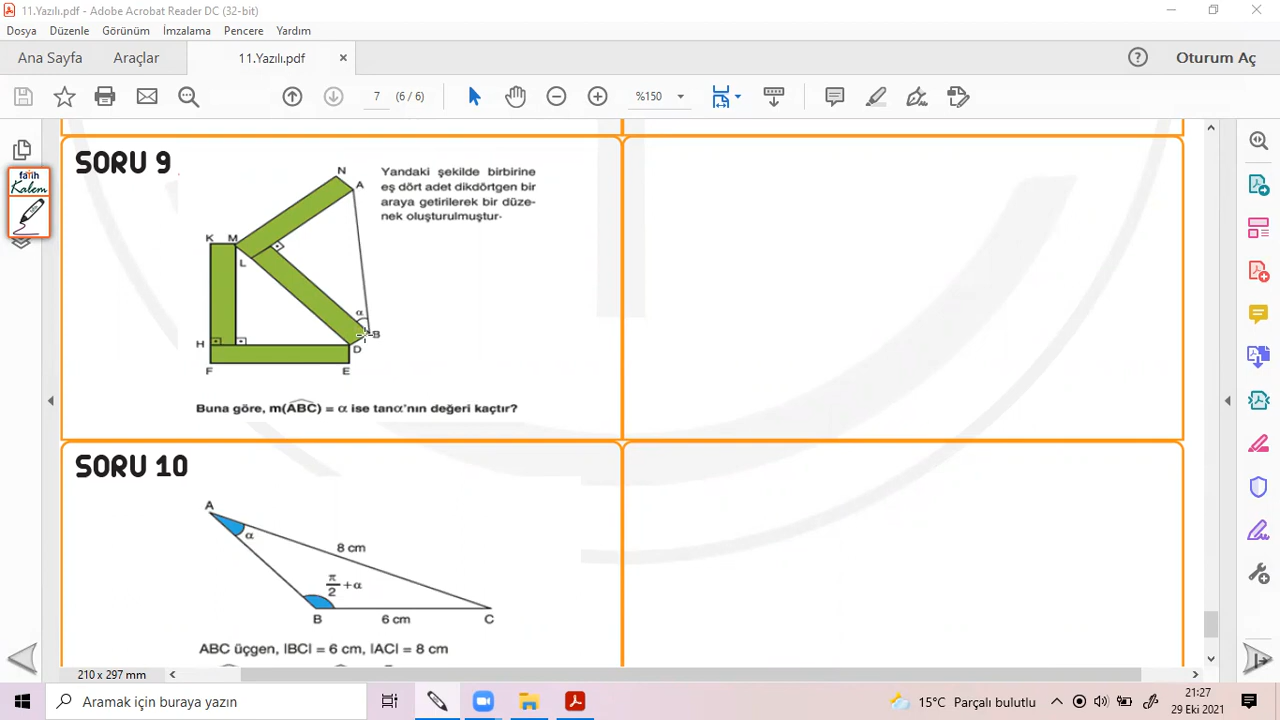 11.Yazılı.pdf - Adobe Acrobat Reader DC (32-bit)
Dosya Düzenle Görünüm İmzalama Pencere Yardım
Ana Sayfa Araçlar 11.Yazılı.pdf × ? Oturum Aç
7 (6 / 6) %150
fatih
Kalem
SORU 9
N
A
K M
L
α
B
H
D
F E
Yandaki şekilde birbirine
eş dört adet dikdörtgen bir
araya getirilerek bir düze-
nek oluşturulmuştur.
Buna göre, m(ABC) = α ise tanα'nın değeri kaçtır?
SORU 10
A
α
8 cm
π/2 + α
B 6 cm C
ABC üçgen, |BC| = 6 cm, |AC| = 8 cm
210 x 297 mm
Aramak için buraya yazın
15°C Parçalı bulutlu
21:27
29 Eki 2021